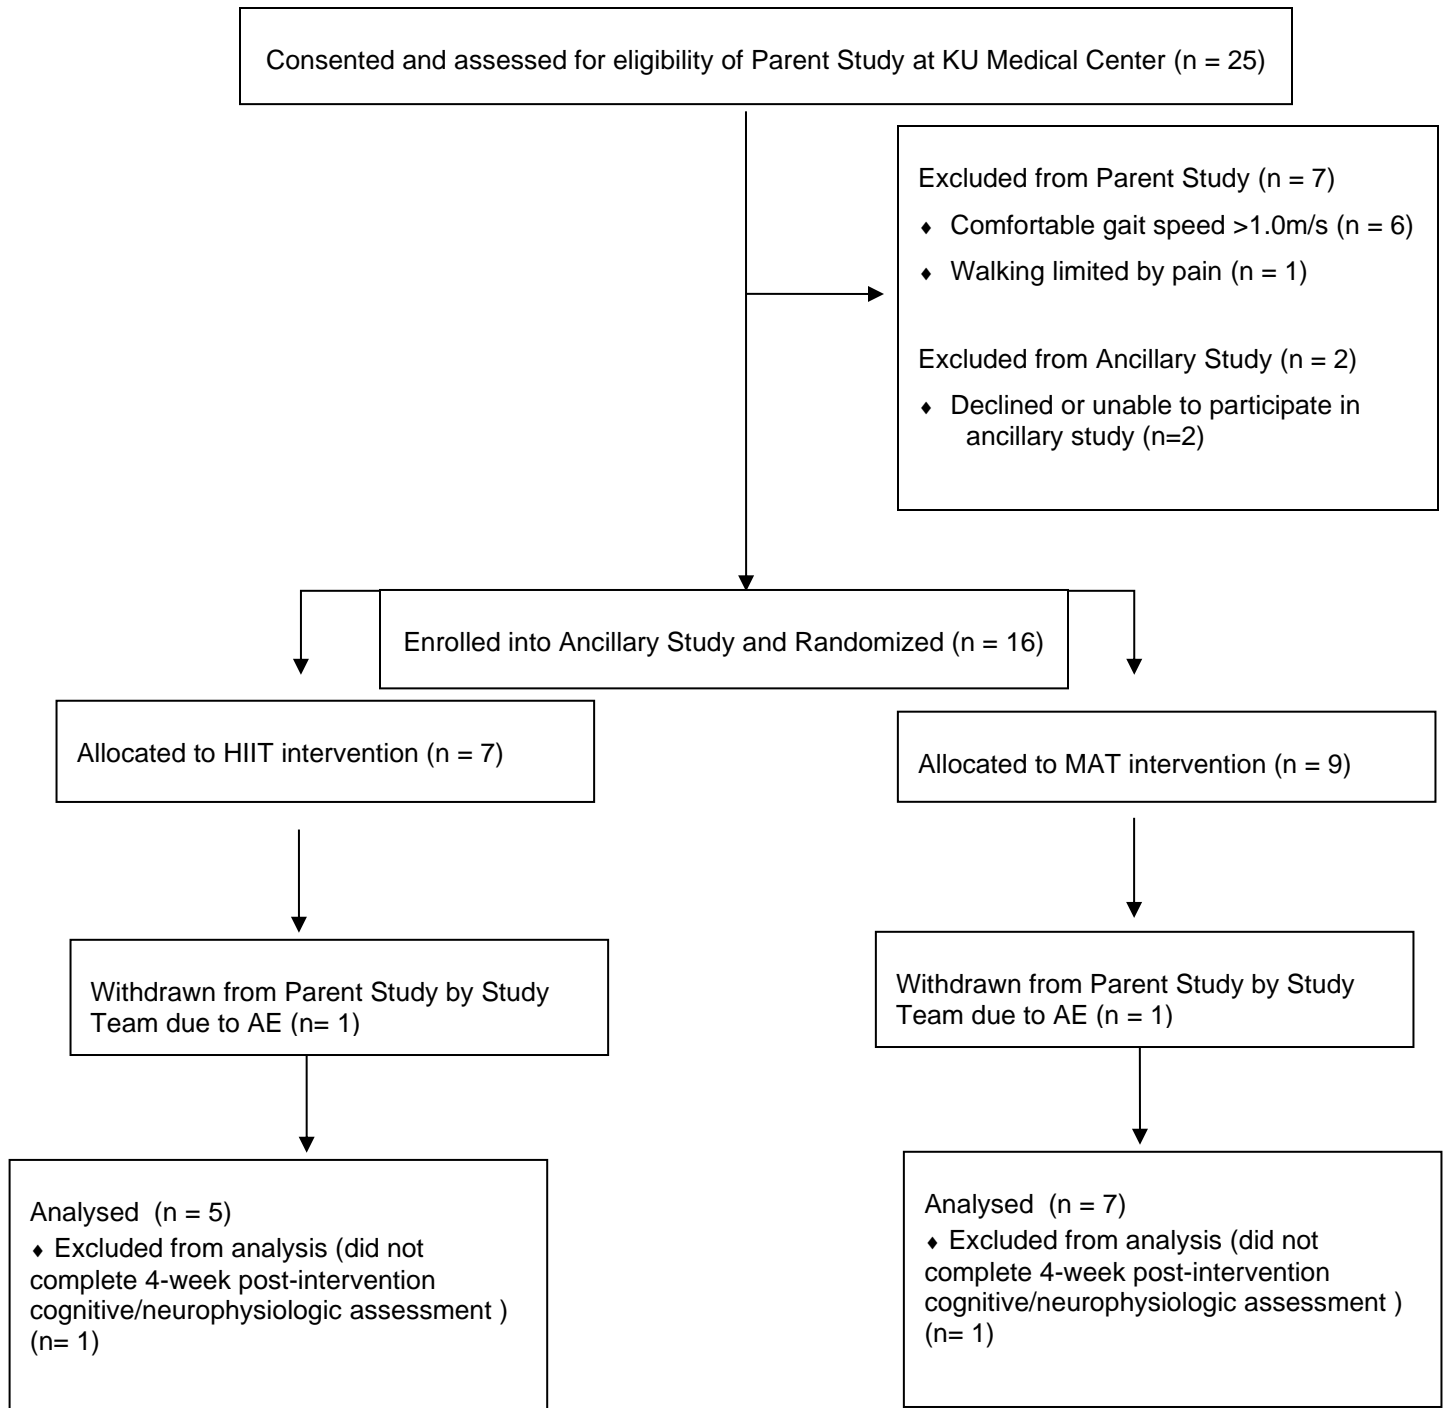 Consented and assessed for eligibility of Parent Study at KU Medical Center (n = 25)
Excluded from Parent Study (n = 7)
♦ Comfortable gait speed >1.0m/s (n = 6)
♦ Walking limited by pain (n = 1)
Excluded from Ancillary Study (n = 2)
♦ Declined or unable to participate in
ancillary study (n=2)
Enrolled into Ancillary Study and Randomized (n = 16)
Allocated to HIIT intervention (n = 7)
Allocated to MAT intervention (n = 9)
Withdrawn from Parent Study by Study
Team due to AE (n= 1)
Withdrawn from Parent Study by Study
Team due to AE (n = 1)
Analysed (n = 5)
♦ Excluded from analysis (did not
complete 4-week post-intervention
cognitive/neurophysiologic assessment )
(n= 1)
Analysed (n = 7)
♦ Excluded from analysis (did not
complete 4-week post-intervention
cognitive/neurophysiologic assessment )
(n= 1)